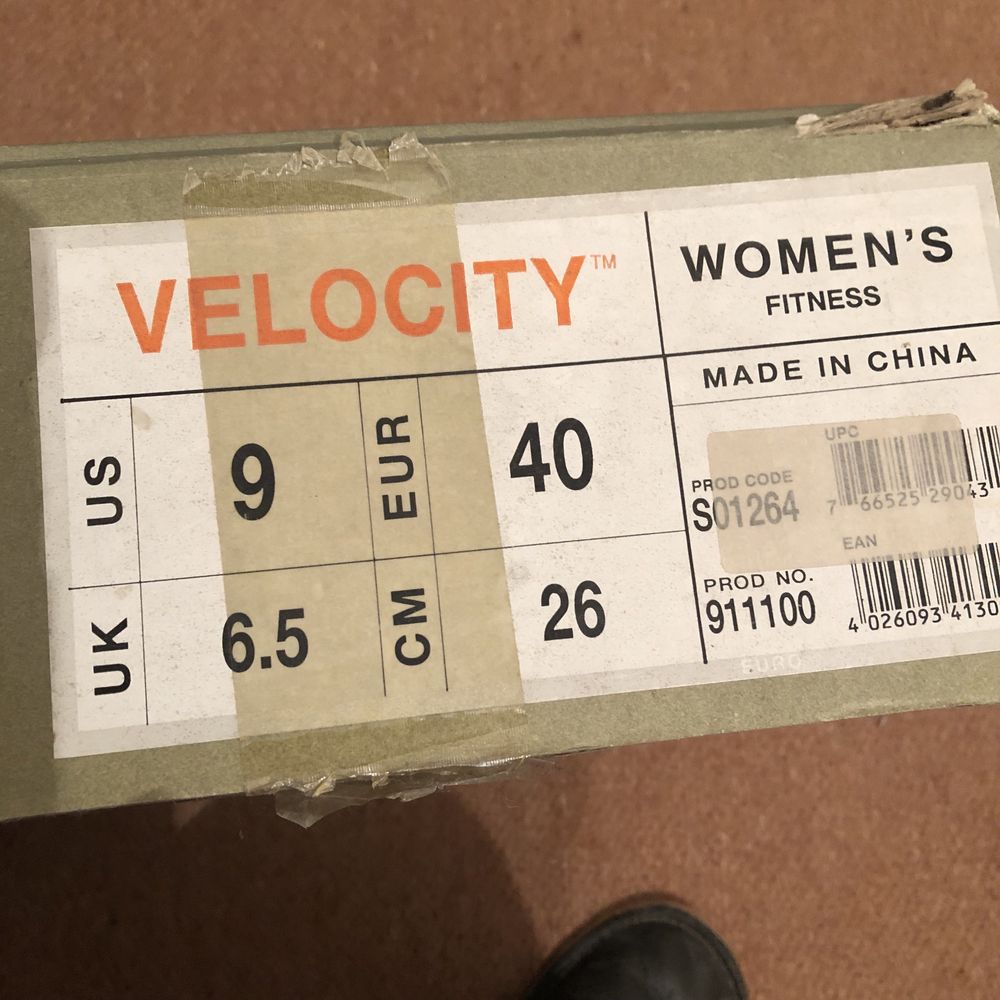 VELOCITY™
WOMEN'S
FITNESS
MADE IN CHINA
US 9 EUR 40
UK 6.5 CM 26
UPC
PROD CODE
S01264
7 66525 29043
EAN
PROD NO.
911100
4 026093 4130
EURO